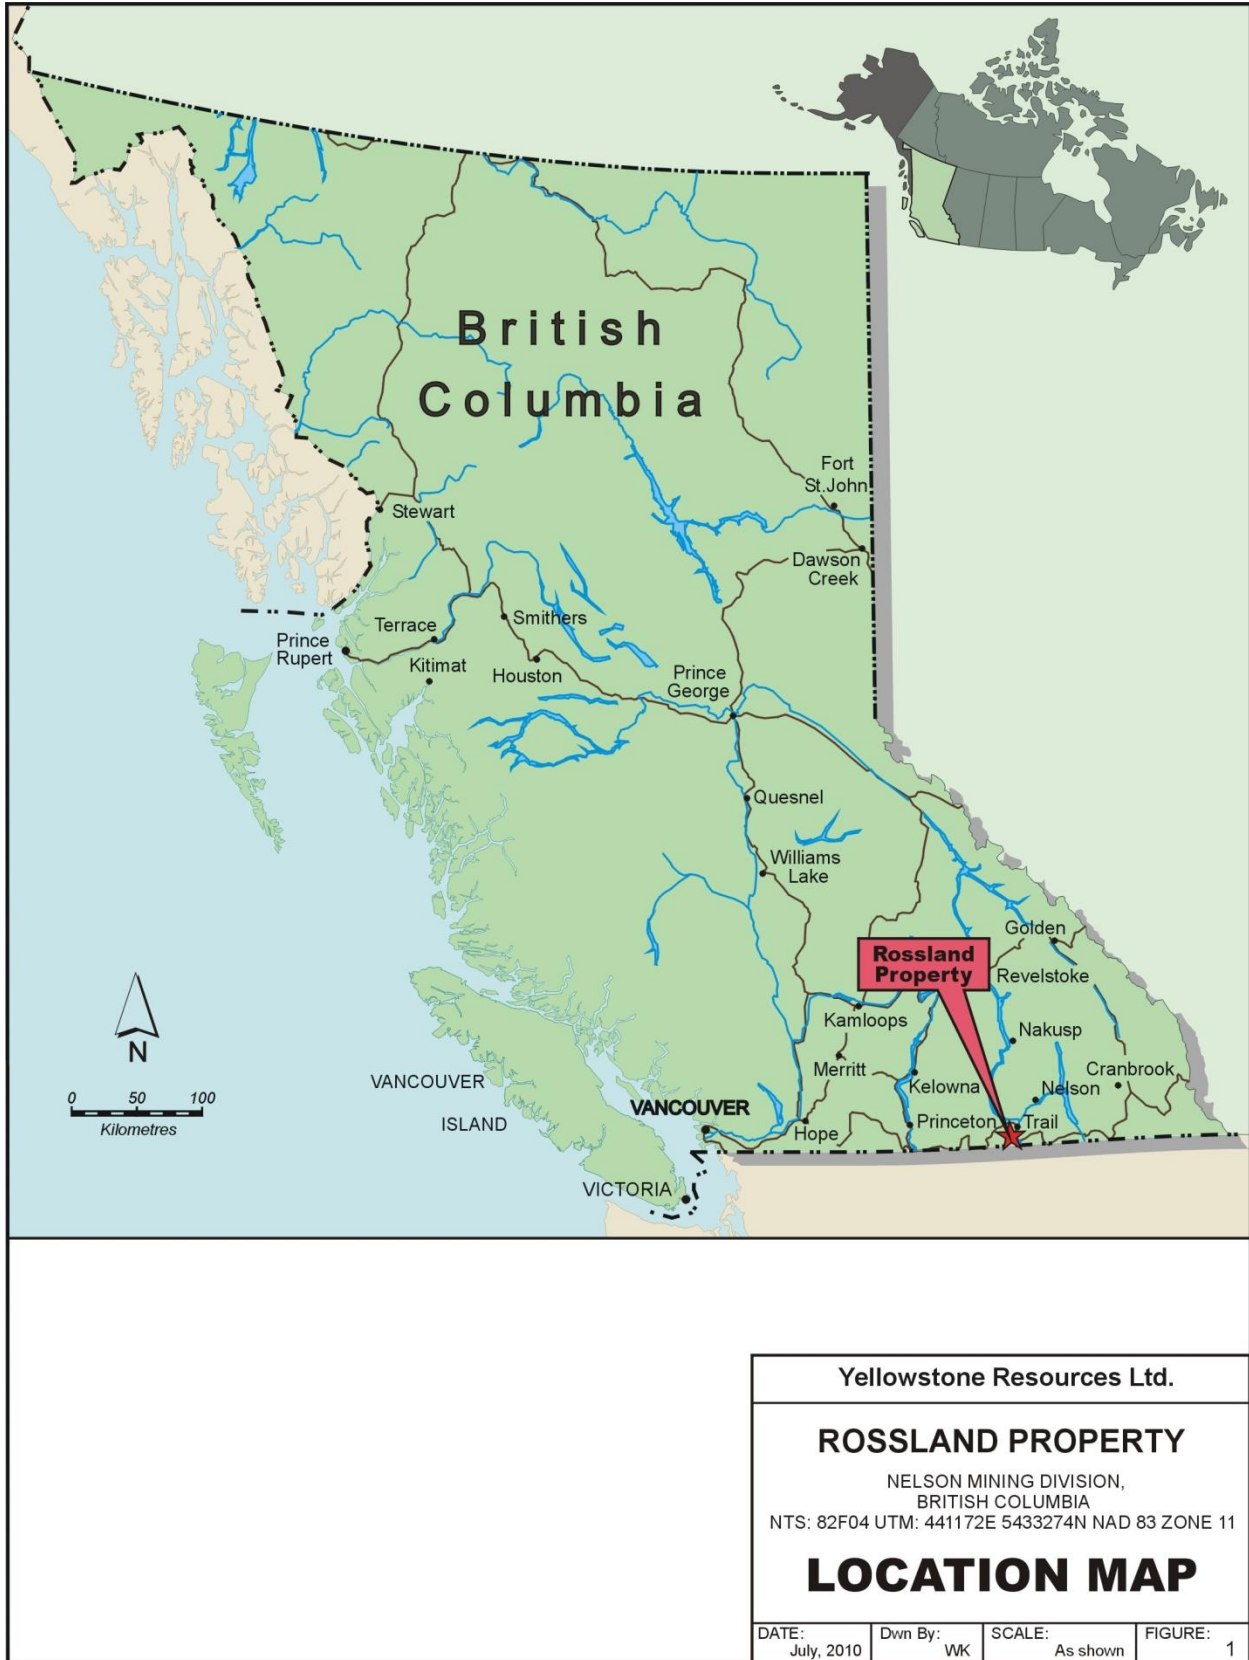 British
Columbia
Fort
St.John
Stewart
Dawson
Creek
Smithers
Terrace
Prince
Rupert
Kitimat
Houston
Prince
George
Quesnel
Williams
Lake
Golden
Rossland
Property
Revelstoke
Kamloops
Nakusp
N
Merritt
Cranbrook
VANCOUVER
ISLAND
Kelowna
Nelson
0 50 100
Kilometres
VANCOUVER
Hope
Princeton
Trail
VICTORIA
Yellowstone Resources Ltd.
ROSSLAND PROPERTY
NELSON MINING DIVISION,
BRITISH COLUMBIA
NTS: 82F04 UTM: 441172E 5433274N NAD 83 ZONE 11
LOCATION MAP
DATE: Dwn By: SCALE: FIGURE:
July, 2010 WK As shown 1